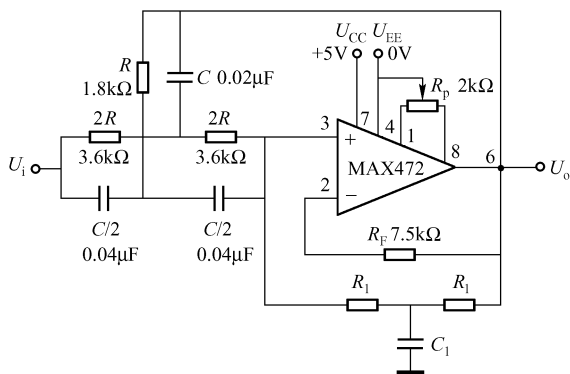 U_CC U_EE
+5V 0V
R
1.8kΩ
C 0.02μF
R_p 2kΩ
7
4
1
2R
3.6kΩ
2R
3.6kΩ
3
+
8
6
U_i
MAX472
U_o
2
−
C/2
0.04μF
C/2
0.04μF
R_F 7.5kΩ
R_1
R_1
C_1